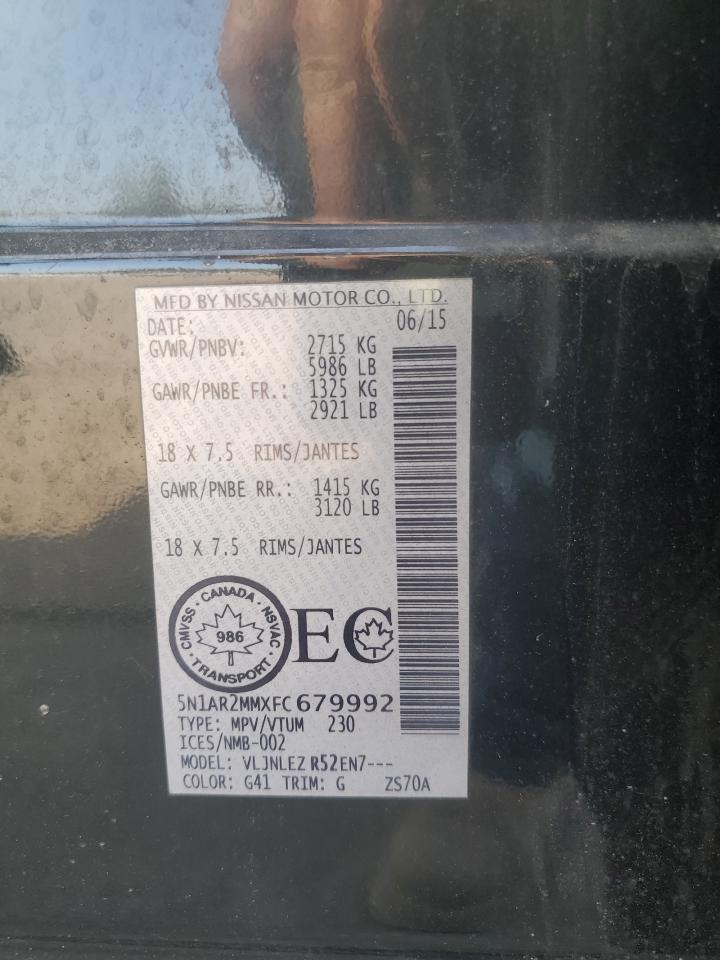 MFD BY NISSAN MOTOR CO., LTD.
DATE: 06/15
GVWR/PNBV: 2715 KG
5986 LB
GAWR/PNBE FR.: 1325 KG
2921 LB
18 X 7.5 RIMS/JANTES
GAWR/PNBE RR.: 1415 KG
3120 LB
18 X 7.5 RIMS/JANTES
CANADA · NSVAC · TRANSPORT · CMVSS ·
986
EC
5N1AR2MMXFC679992
TYPE: MPV/VTUM 230
ICES/NMB-002
MODEL: VLJNLEZ R52EN7---
COLOR: G41 TRIM: G ZS70A